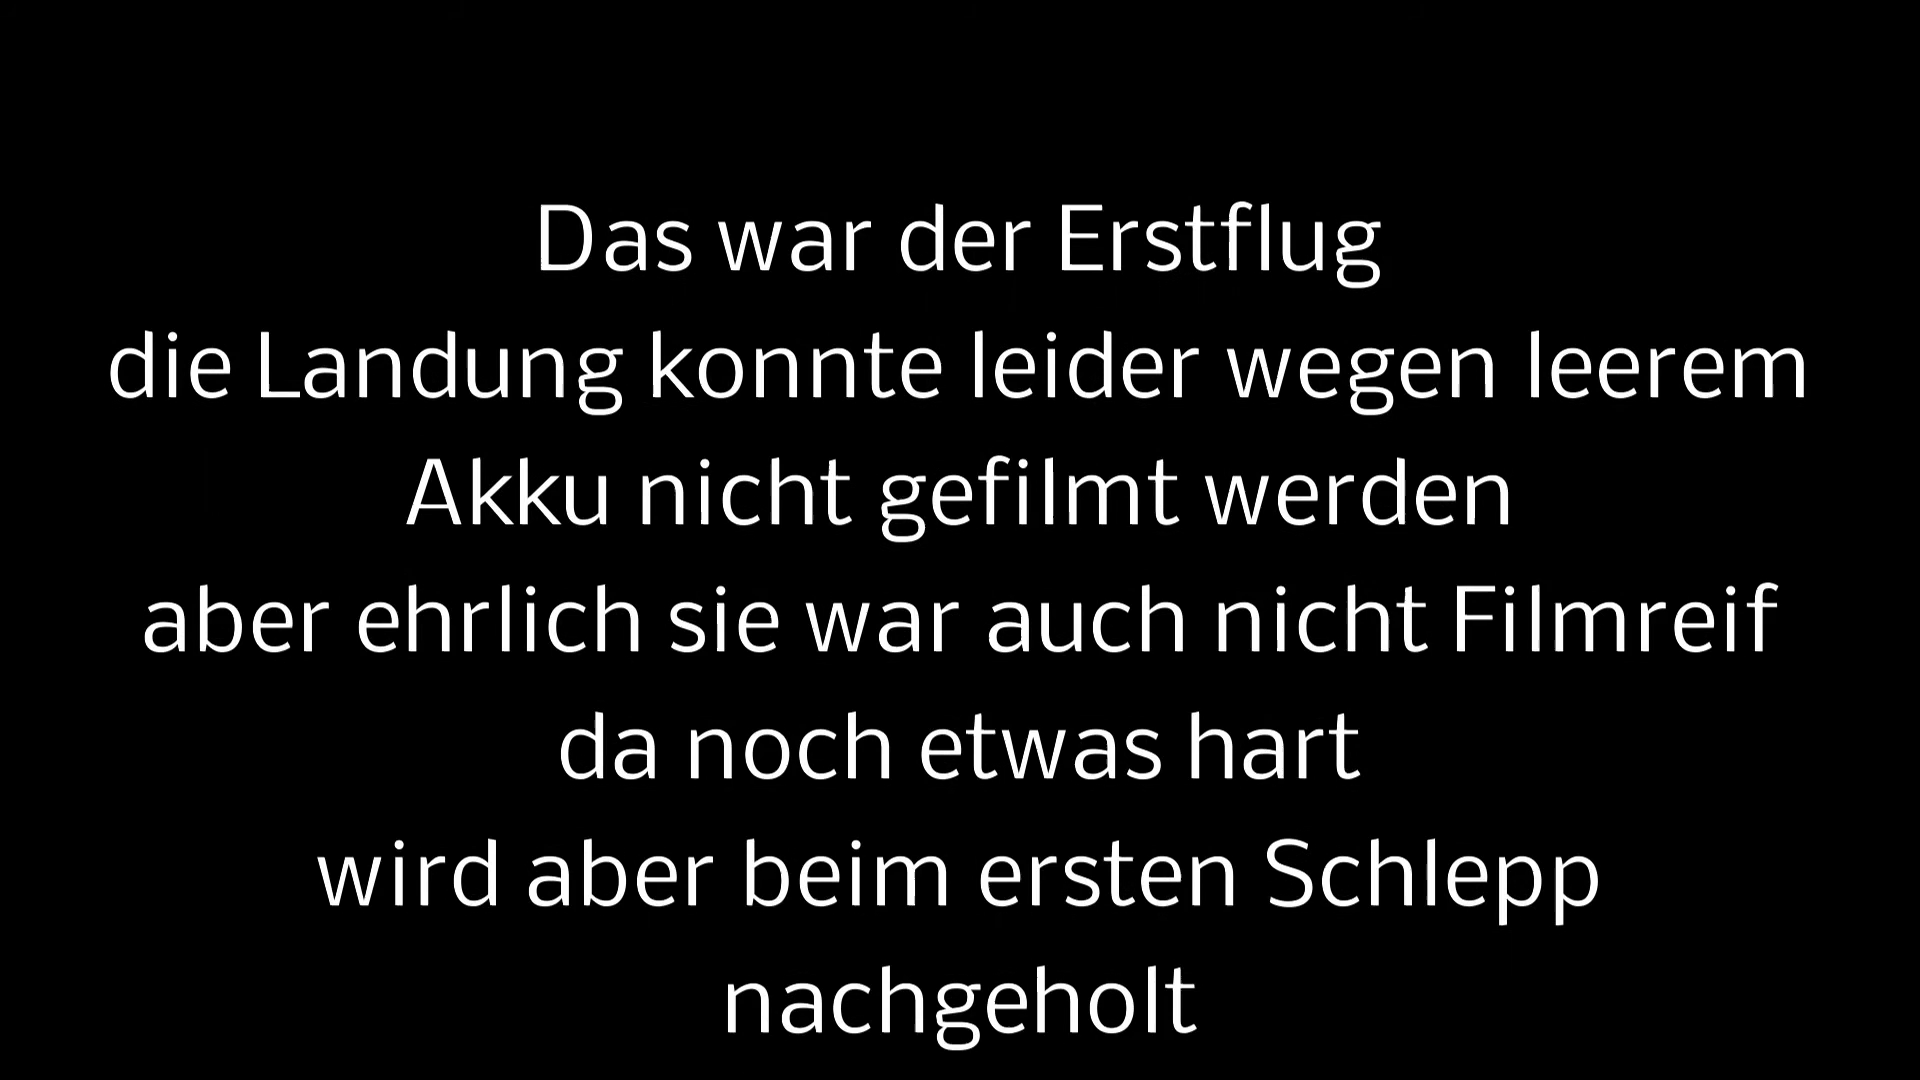 Das war der Erstflug
die Landung konnte leider wegen leerem
Akku nicht gefilmt werden
aber ehrlich sie war auch nicht Filmreif
da noch etwas hart
wird aber beim ersten Schlepp
nachgeholt